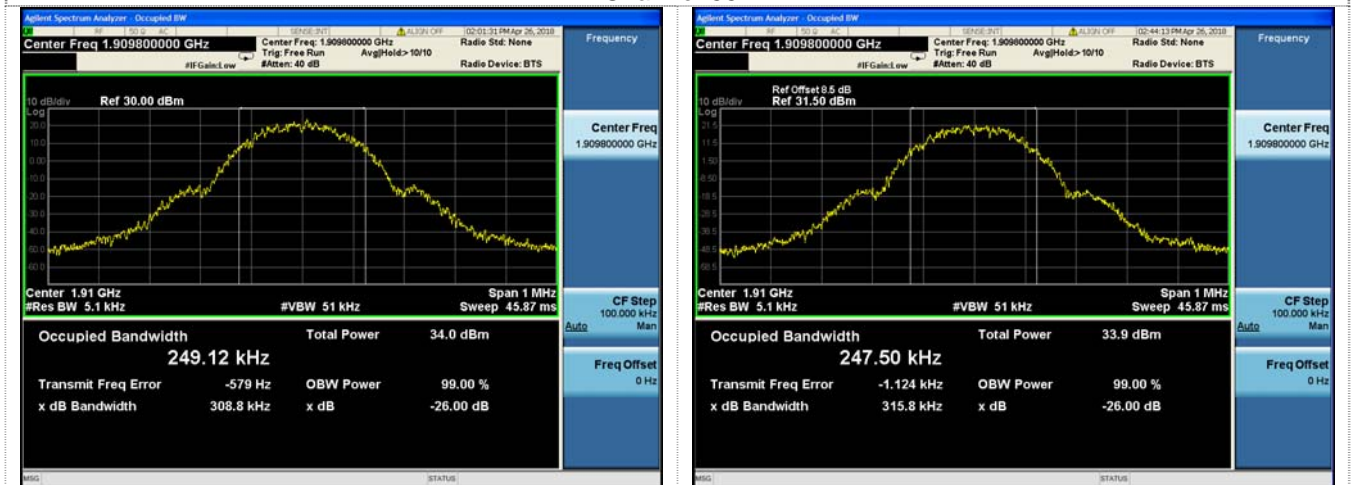 Agilent Spectrum Analyzer - Occupied BW
RF 50 Ω AC SENSE:INT ALIGN OFF 02:01:31 PM Apr 26, 2018
Center Freq 1.909800000 GHz
Center Freq: 1.909800000 GHz
Radio Std: None
Trig: Free Run Avg|Hold:> 10/10
#IFGain:Low #Atten: 40 dB Radio Device: BTS
Frequency
10 dB/div Ref 30.00 dBm
Log
20.0
10.0
0.00
-10.0
-20.0
-30.0
-40.0
-50.0
-60.0
Center 1.91 GHz Span 1 MHz
#Res BW 5.1 kHz #VBW 51 kHz Sweep 45.87 ms
Center Freq
1.909800000 GHz
CF Step
100.000 kHz
Auto Man
Freq Offset
0 Hz
Occupied Bandwidth Total Power 34.0 dBm
249.12 kHz
Transmit Freq Error -579 Hz OBW Power 99.00 %
x dB Bandwidth 308.8 kHz x dB -26.00 dB
MSG STATUS
Agilent Spectrum Analyzer - Occupied BW
RF 50 Ω AC SENSE:INT ALIGN OFF 02:44:13 PM Apr 26, 2018
Center Freq 1.909800000 GHz
Center Freq: 1.909800000 GHz
Radio Std: None
Trig: Free Run Avg|Hold:> 10/10
#IFGain:Low #Atten: 40 dB Radio Device: BTS
Frequency
Ref Offset 8.5 dB
10 dB/div Ref 31.50 dBm
Log
21.5
11.5
1.50
-8.50
-18.5
-28.5
-38.5
-48.5
-58.5
Center 1.91 GHz Span 1 MHz
#Res BW 5.1 kHz #VBW 51 kHz Sweep 45.87 ms
Center Freq
1.909800000 GHz
CF Step
100.000 kHz
Auto Man
Freq Offset
0 Hz
Occupied Bandwidth Total Power 33.9 dBm
247.50 kHz
Transmit Freq Error -1.124 kHz OBW Power 99.00 %
x dB Bandwidth 315.8 kHz x dB -26.00 dB
MSG STATUS